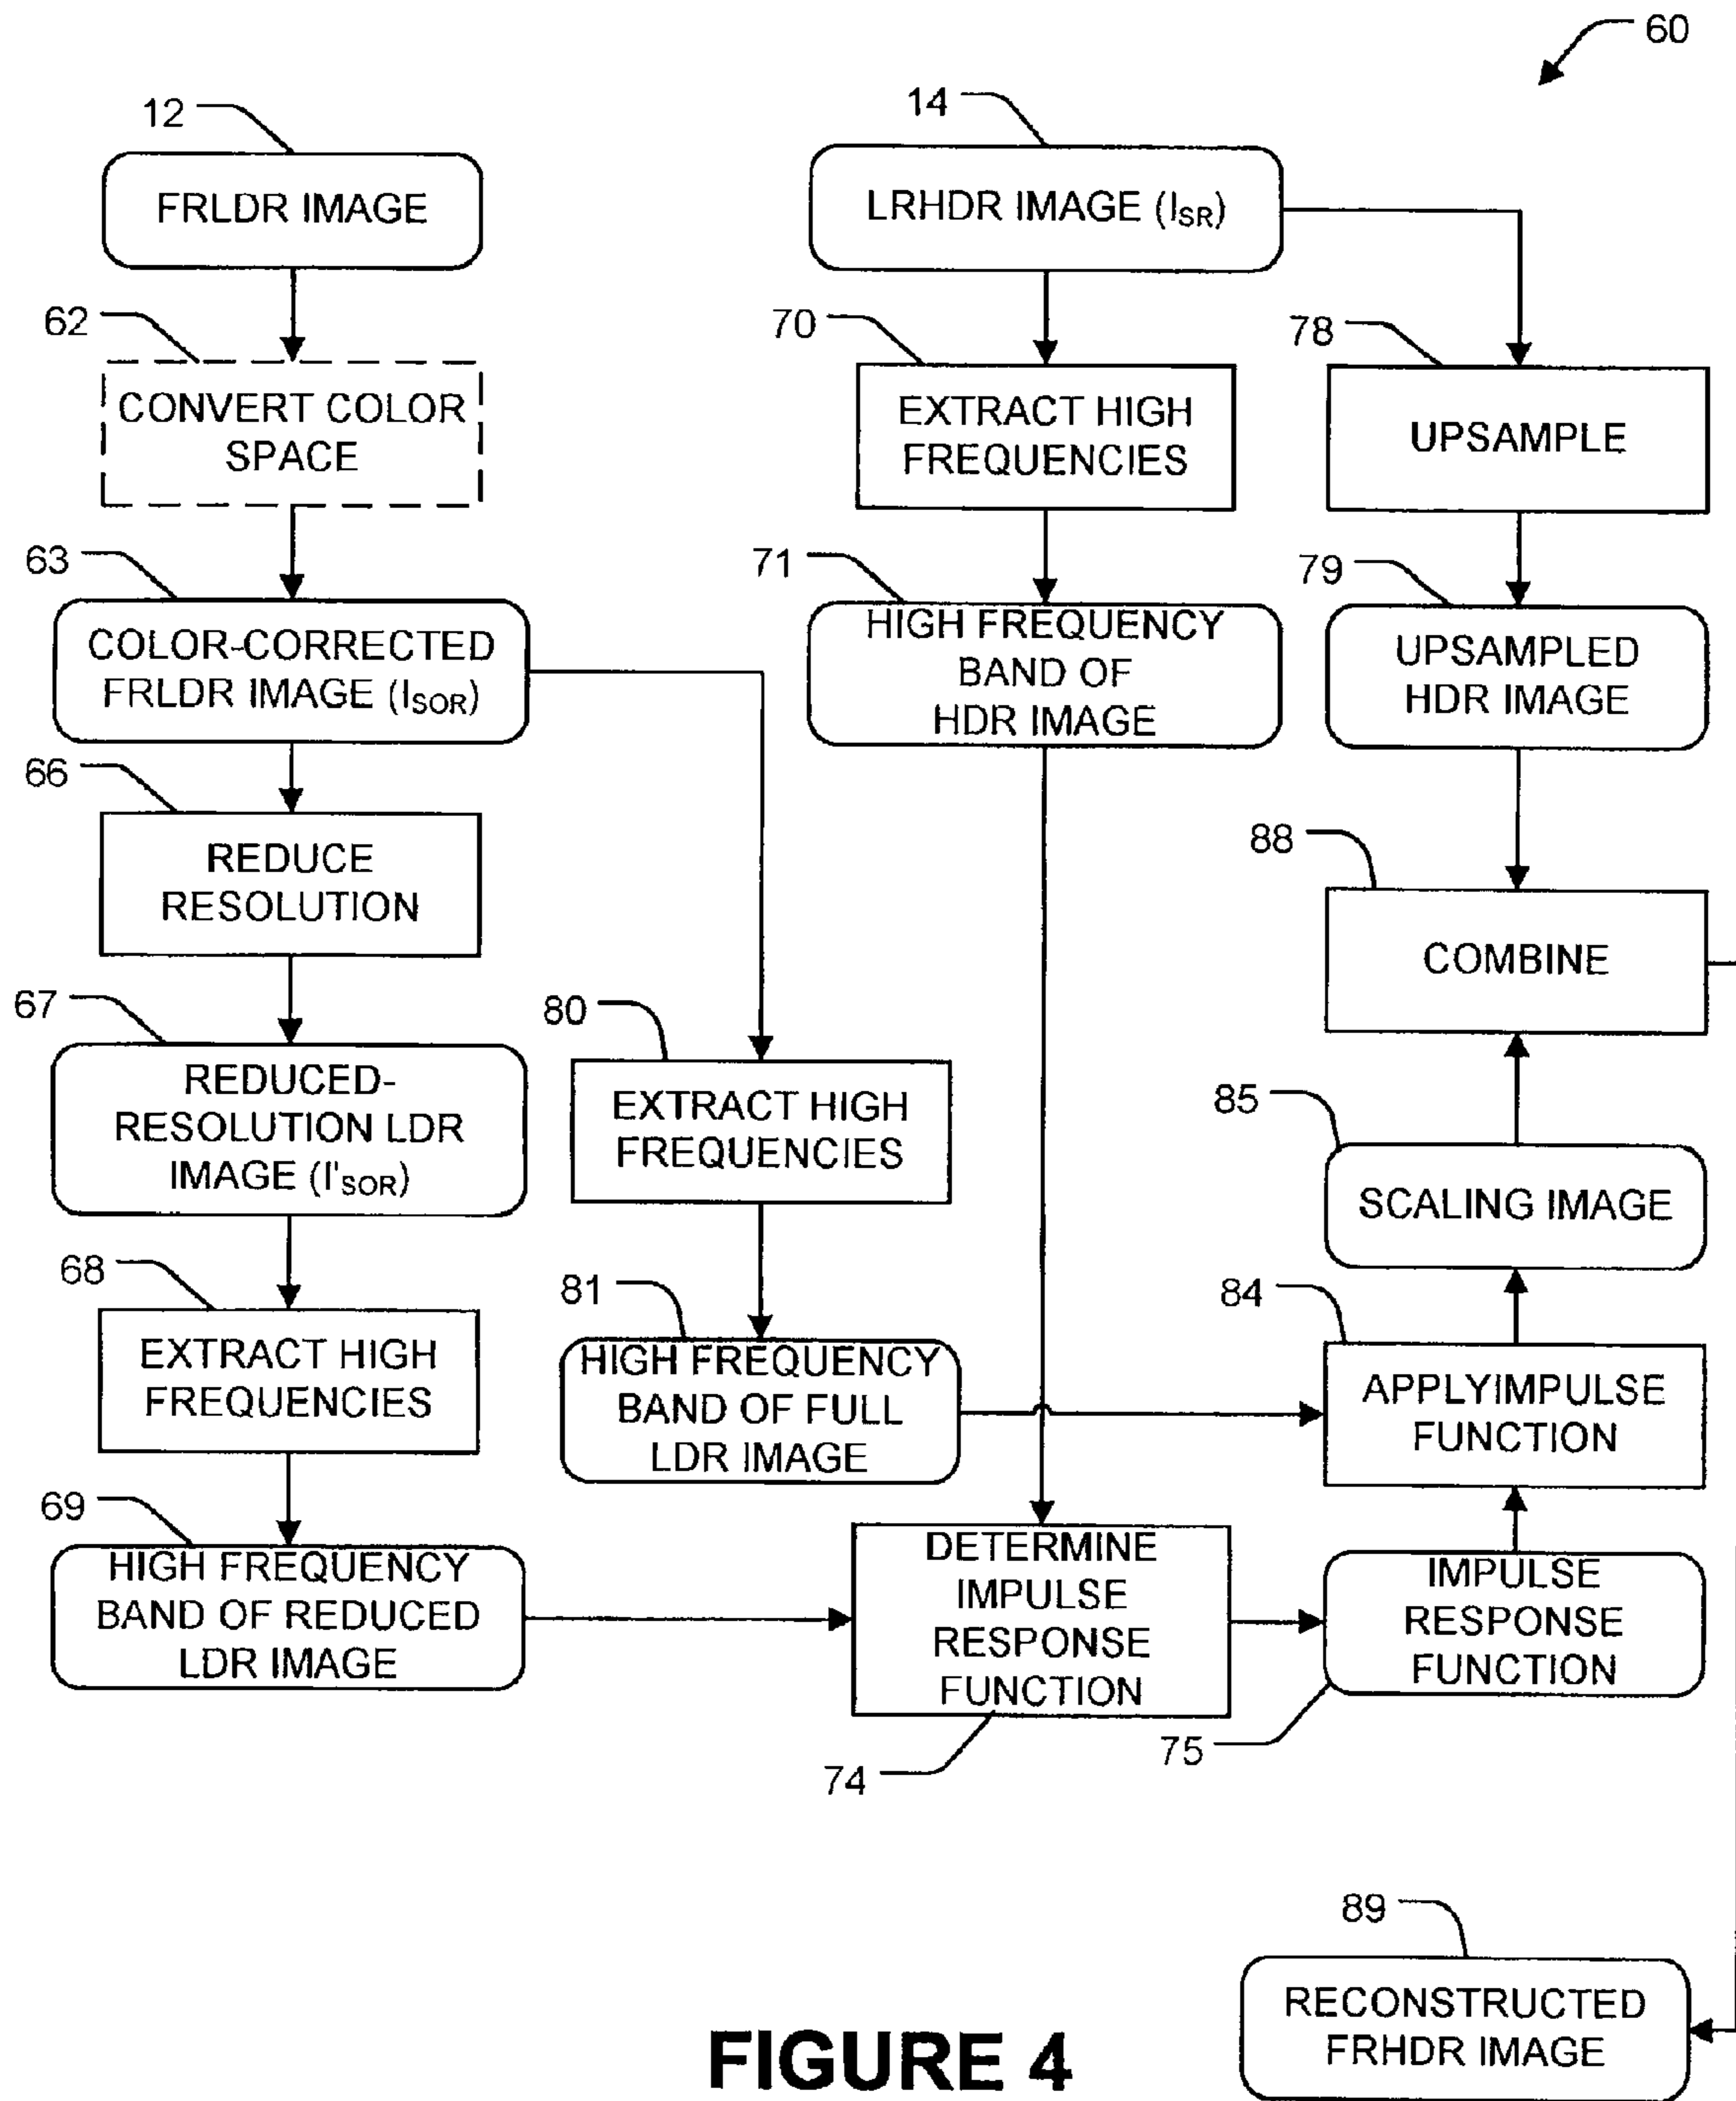 60
12
14
FRLDR IMAGE
LRHDR IMAGE (ISR)
62
70
78
CONVERT COLOR
SPACE
EXTRACT HIGH
FREQUENCIES
UPSAMPLE
63
71
79
COLOR-CORRECTED
FRLDR IMAGE (ISOR)
HIGH FREQUENCY
BAND OF
HDR IMAGE
UPSAMPLED
HDR IMAGE
66
88
REDUCE
RESOLUTION
COMBINE
67
80
REDUCED-
RESOLUTION LDR
IMAGE (I'SOR)
EXTRACT HIGH
FREQUENCIES
85
SCALING IMAGE
68
81
84
EXTRACT HIGH
FREQUENCIES
HIGH FREQUENCY
BAND OF FULL
LDR IMAGE
APPLYIMPULSE
FUNCTION
69
HIGH FREQUENCY
BAND OF REDUCED
LDR IMAGE
DETERMINE
IMPULSE
RESPONSE
FUNCTION
IMPULSE
RESPONSE
FUNCTION
74
75
89
RECONSTRUCTED
FRHDR IMAGE
FIGURE 4